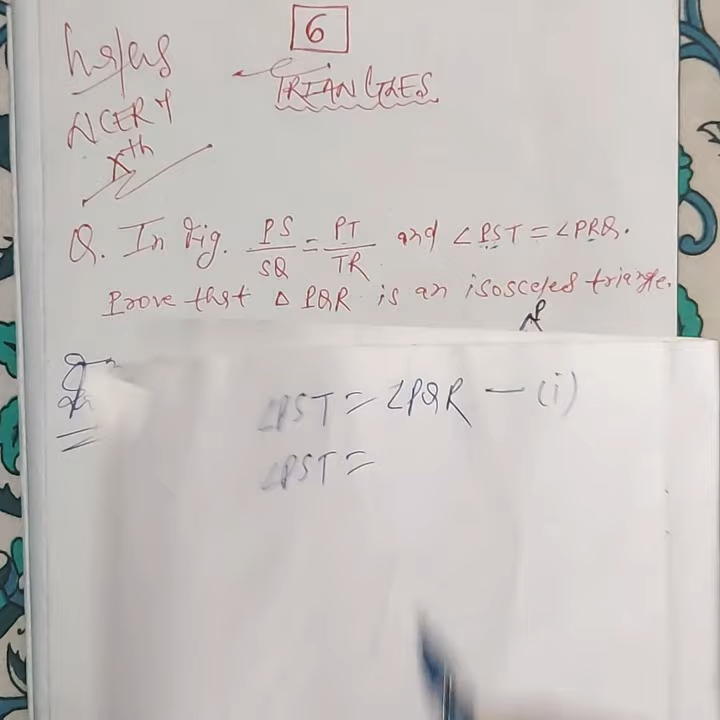 6
TRIANGLES
NCERT
Xth
Q. In Fig. PS/SQ = PT/TR and ∠PST = ∠PRQ.
Prove that △ PQR is an isosceles triangle.
P
∠PST = ∠PQR — (i)
∠PST =